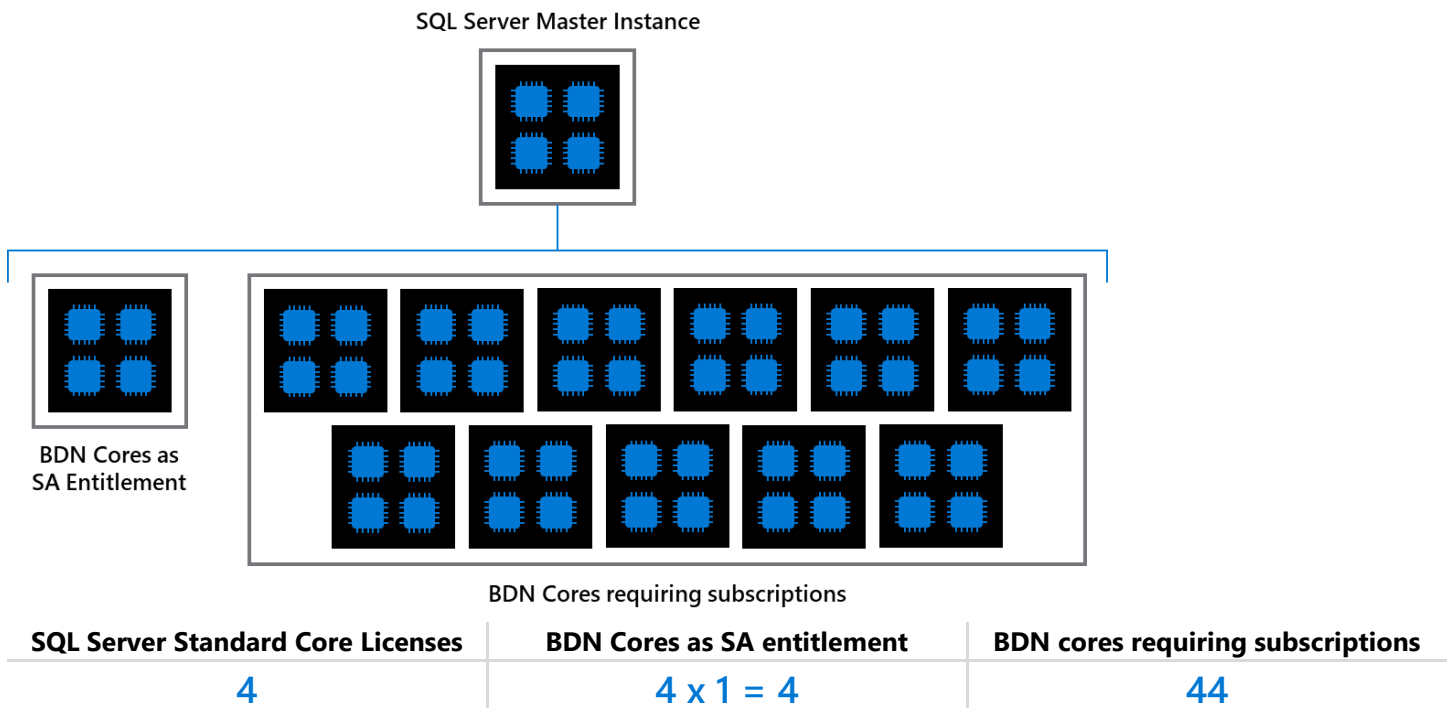 SQL Server Master Instance
BDN Cores as
SA Entitlement
BDN Cores requiring subscriptions
SQL Server Standard Core Licenses
BDN Cores as SA entitlement
BDN cores requiring subscriptions
4
4 x 1 = 4
44